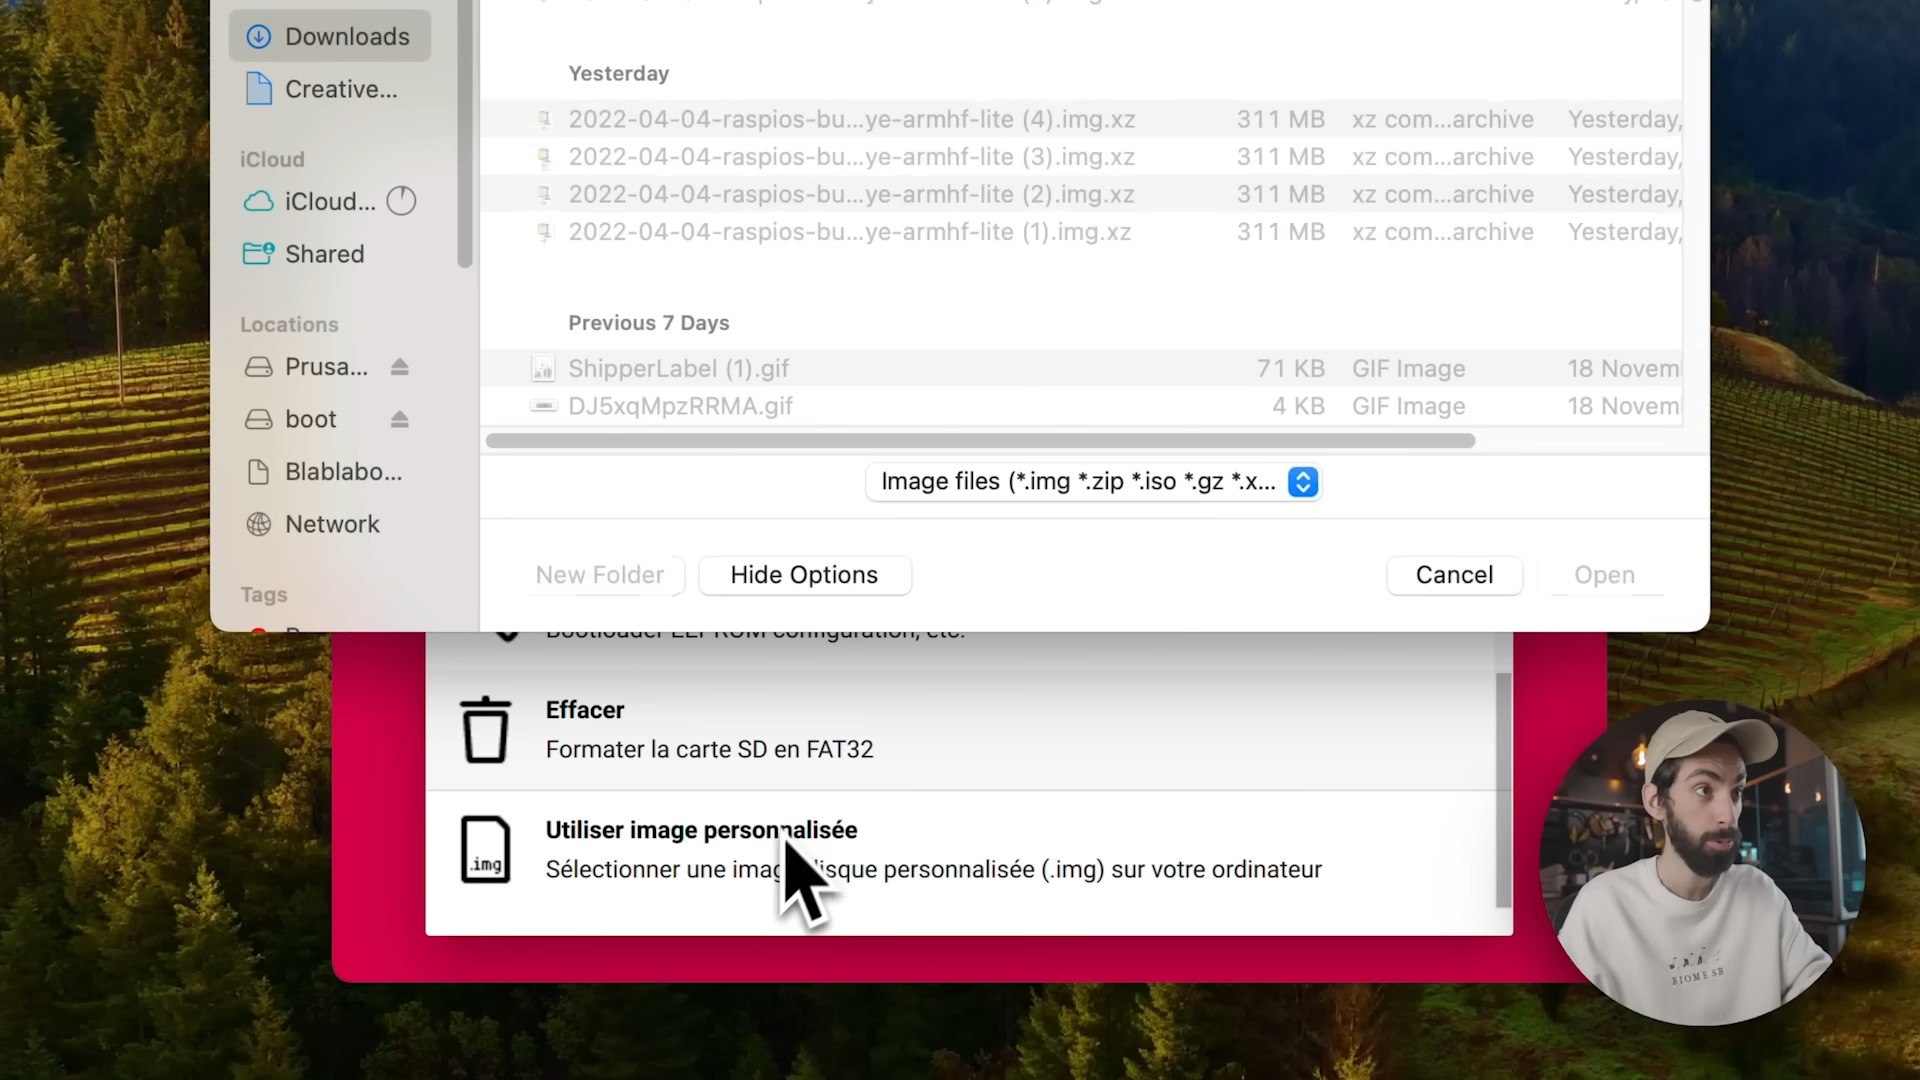 Downloads
Creative...
Yesterday
2022-04-04-raspios-bu...ye-armhf-lite (4).img.xz 311 MB xz com...archive Yesterday,
2022-04-04-raspios-bu...ye-armhf-lite (3).img.xz 311 MB xz com...archive Yesterday,
2022-04-04-raspios-bu...ye-armhf-lite (2).img.xz 311 MB xz com...archive Yesterday,
2022-04-04-raspios-bu...ye-armhf-lite (1).img.xz 311 MB xz com...archive Yesterday,
iCloud
iCloud...
Shared
Previous 7 Days
ShipperLabel (1).gif 71 KB GIF Image 18 Novem
DJ5xqMpzRRMA.gif 4 KB GIF Image 18 Novem
Locations
Prusa...
boot
Blablabo...
Network
Tags
Image files (*.img *.zip *.iso *.gz *.x...
New Folder
Hide Options
Cancel
Open
Bootloader EEPROM configuration, etc.
Effacer
Formater la carte SD en FAT32
Utiliser image personnalisée
.img
Sélectionner une imag isque personnalisée (.img) sur votre ordinateur
BIOME SB